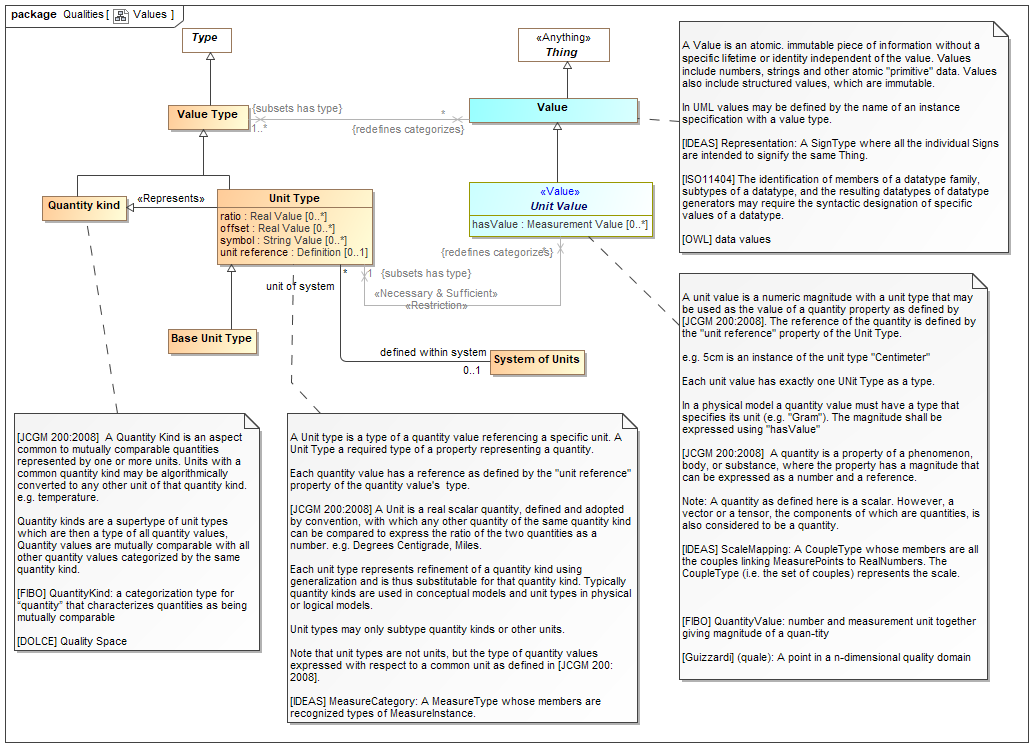 package Qualities [ Values ]
Type
«Anything»
Thing
Value Type
{subsets has type}
1..*
*
{redefines categorizes}
Value
Quantity kind
«Represents»
Unit Type
ratio : Real Value [0..*]
offset : Real Value [0..*]
symbol : String Value [0..*]
unit reference : Definition [0..1]
«Value»
Unit Value
hasValue : Measurement Value [0..*]
{redefines categorizes}
*
1
{subsets has type}
«Necessary & Sufficient»
«Restriction»
unit of system
*
Base Unit Type
defined within system
0..1
System of Units
A Value is an atomic. immutable piece of information without a
specific lifetime or identity independent of the value. Values
include numbers, strings and other atomic "primitive" data. Values
also include structured values, which are immutable.
In UML values may be defined by the name of an instance
specification with a value type.
[IDEAS] Representation: A SignType where all the individual Signs
are intended to signify the same Thing.
[ISO11404] The identification of members of a datatype family,
subtypes of a datatype, and the resulting datatypes of datatype
generators may require the syntactic designation of specific
values of a datatype.
[OWL] data values
A unit value is a numeric magnitude with a unit type that may
be used as the value of a quantity property as defined by
[JCGM 200:2008]. The reference of the quantity is defined by
the "unit reference" property of the Unit Type.
e.g. 5cm is an instance of the unit type "Centimeter"
Each unit value has exactly one UNit Type as a type.
In a physical model a quantity value must have a type that
specifies its unit (e.g. "Gram"). The magnitude shall be
expressed using "hasValue"
[JCGM 200:2008]  A quantity is a property of a phenomenon,
body, or substance, where the property has a magnitude that
can be expressed as a number and a reference.
Note: A quantity as defined here is a scalar. However, a
vector or a tensor, the components of which are quantities, is
also considered to be a quantity.
[IDEAS] ScaleMapping: A CoupleType whose members are all
the couples linking MeasurePoints to RealNumbers. The
CoupleType (i.e. the set of couples) represents the scale.
[FIBO] QuantityValue: number and measurement unit together
giving magnitude of a quan-tity
[Guizzardi] (quale): A point in a n-dimensional quality domain
[JCGM 200:2008]  A Quantity Kind is an aspect
common to mutually comparable quantities
represented by one or more units. Units with a
common quantity kind may be algorithmically
converted to any other unit of that quantity kind.
e.g. temperature.
Quantity kinds are a supertype of unit types
which are then a type of all quantity values,
Quantity values are mutually comparable with all
other quantity values categorized by the same
quantity kind.
[FIBO] QuantityKind: a categorization type for
“quantity” that characterizes quantities as being
mutually comparable
[DOLCE] Quality Space
A Unit type is a type of a quantity value referencing a specific unit. A
Unit Type a required type of a property representing a quantity.
Each quantity value has a reference as defined by the "unit reference"
property of the quantity value's  type.
[JCGM 200:2008] A Unit is a real scalar quantity, defined and adopted
by convention, with which any other quantity of the same quantity kind
can be compared to express the ratio of the two quantities as a
number. e.g. Degrees Centigrade, Miles.
Each unit type represents refinement of a quantity kind using
generalization and is thus substitutable for that quantity kind. Typically
quantity kinds are used in conceptual models and unit types in physical
or logical models.
Unit types may only subtype quantity kinds or other units.
Note that unit types are not units, but the type of quantity values
expressed with respect to a common unit as defined in [JCGM 200:
2008].
[IDEAS] MeasureCategory: A MeasureType whose members are
recognized types of MeasureInstance.